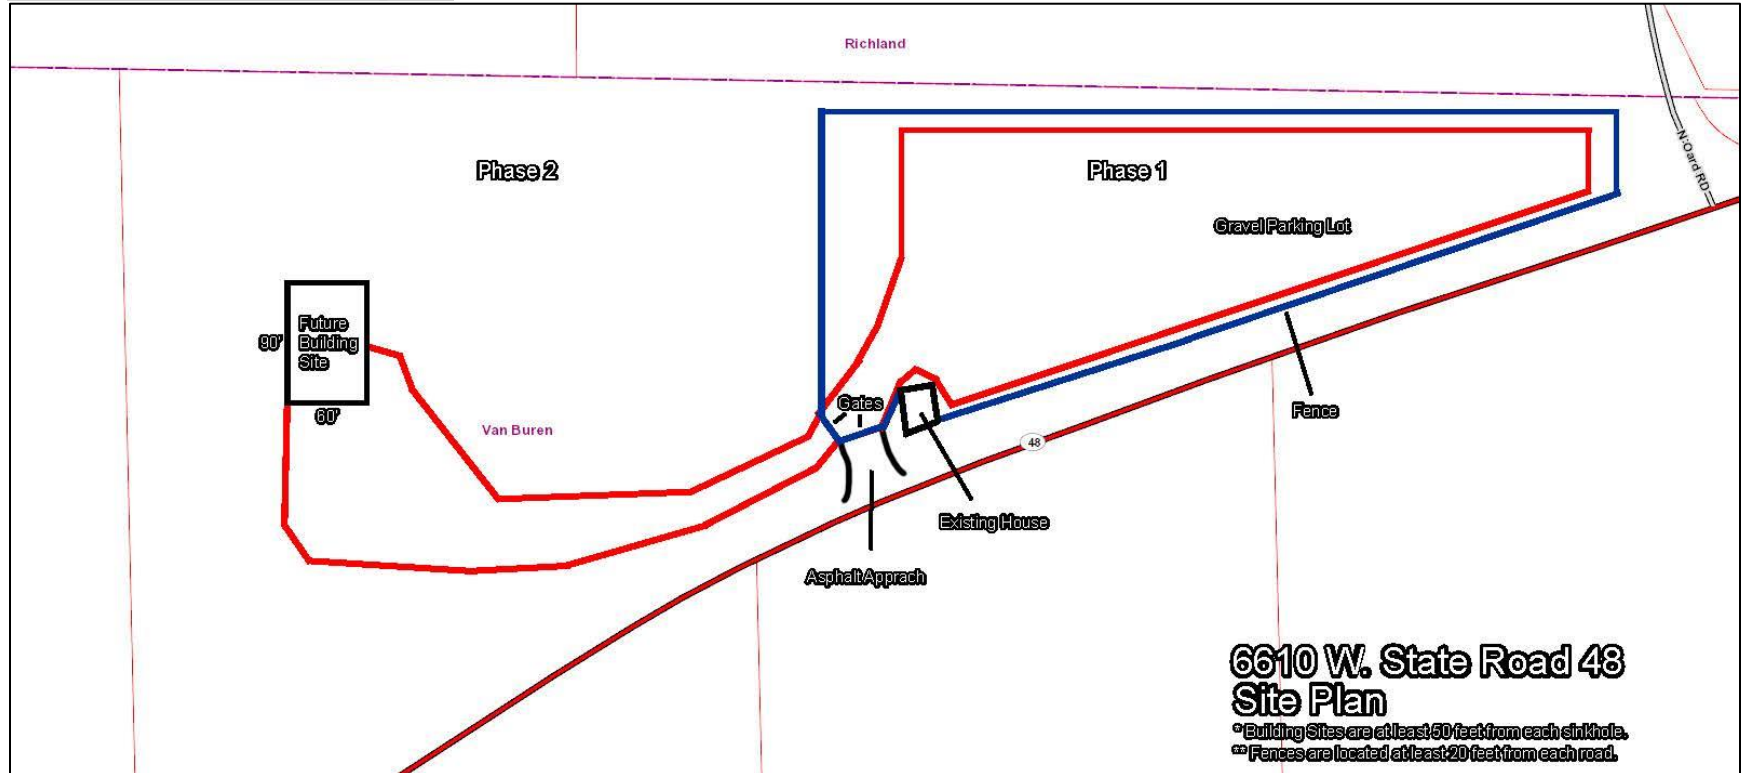 Richland
Phase 2
Phase 1
N Oard RD
Gravel Parking Lot
Future
Building
Site
90'
60'
Van Buren
Gates
Fence
48
Existing House
Asphalt Apprach
6610 W. State Road 48
Site Plan
* Building Sites are at least 50 feet from each sinkhole.
** Fences are located at least 20 feet from each road.